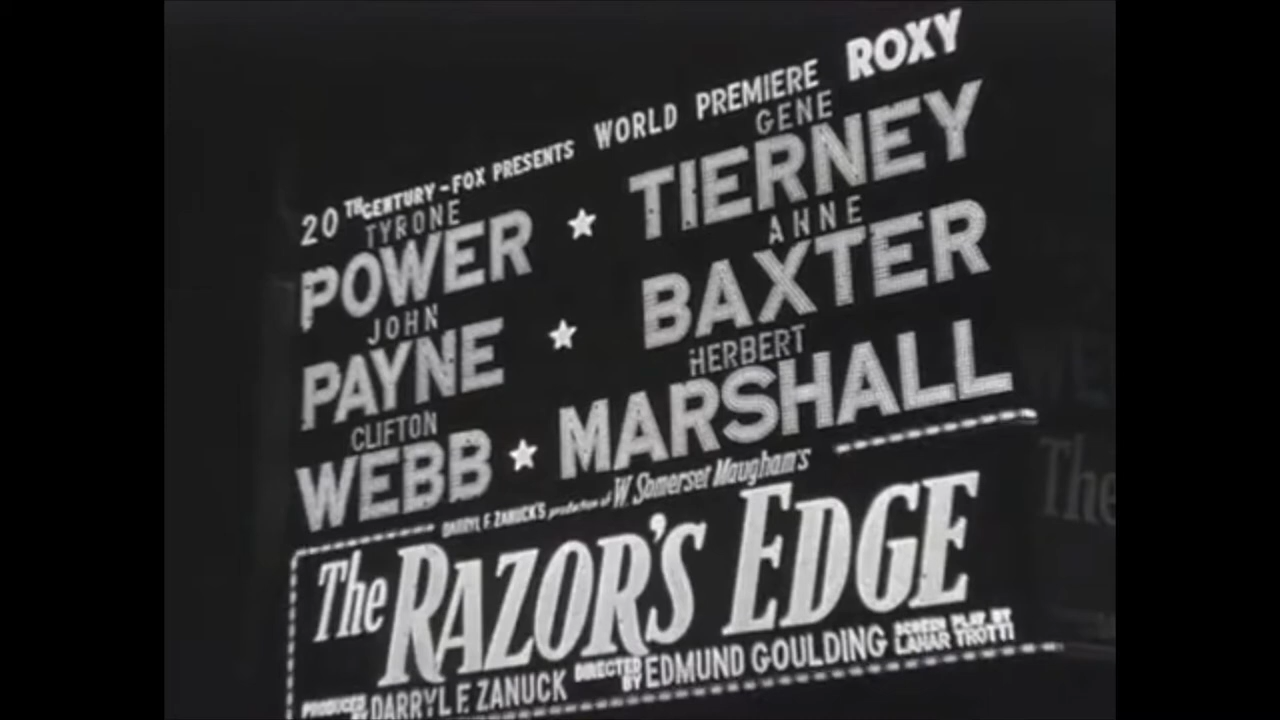 20TH CENTURY-FOX PRESENTS WORLD PREMIERE ROXY
TYRONE
POWER
GENE
TIERNEY
JOHN
PAYNE
ANNE
BAXTER
CLIFTON
WEBB
HERBERT
MARSHALL
DARRYL F. ZANUCK'S production of W. Somerset Maugham's
The RAZOR'S EDGE
PRODUCED BY DARRYL F. ZANUCK DIRECTED BY EDMUND GOULDING SCREEN PLAY BY LAMAR TROTTI
The